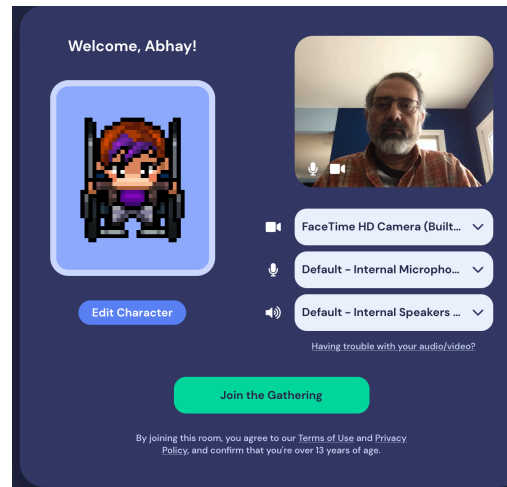 Welcome, Abhay!
FaceTime HD Camera (Built...
Default - Internal Micropho...
Edit Character
Default - Internal Speakers ...
Having trouble with your audio/video?
Join the Gathering
By joining this room, you agree to our Terms of Use and Privacy
Policy, and confirm that you're over 13 years of age.